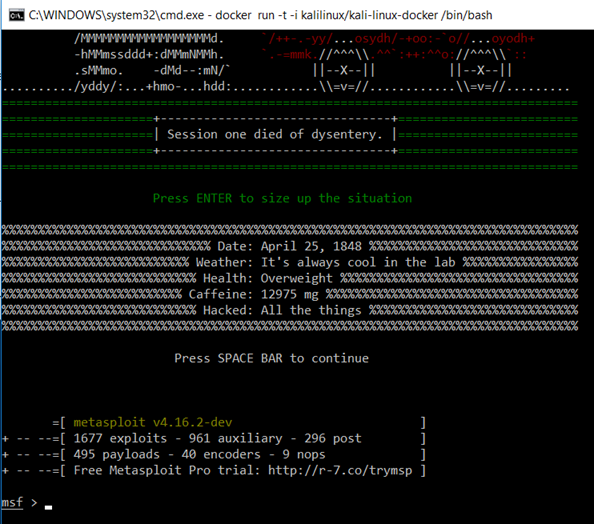 C:\WINDOWS\system32\cmd.exe - docker run -t -i kalilinux/kali-linux-docker /bin/bash
/MMMMMMMMMMMMMMMMMMd.     `/++-.-yy/...osydh/-+oo:-`o//...oyodh+
-hMMmssddd+:dMMmNMMh.     `.-=mmk.//^^^\\.^^`:++:^^o://^^^\\`::
.sMMmo.    -dMd--:mN/`           ||--X--||          ||--X--||
........../yddy/:...+hmo-...hdd:............\\=v=//............\\=v=//.........
================================================================================
=====================+--------------------------------+=========================
=====================| Session one died of dysentery. |=========================
=====================+--------------------------------+=========================
================================================================================
Press ENTER to size up the situation
%%%%%%%%%%%%%%%%%%%%%%%%%%%%%%%%%%%%%%%%%%%%%%%%%%%%%%%%%%%%%%%%%%%%%%%%%%%%%%%%%%
%%%%%%%%%%%%%%%%%%%%%%%%%%%%% Date: April 25, 1848 %%%%%%%%%%%%%%%%%%%%%%%%%%%%%
%%%%%%%%%%%%%%%%%%%%%%%%%% Weather: It's always cool in the lab %%%%%%%%%%%%%%%%
%%%%%%%%%%%%%%%%%%%%%%%%%%% Health: Overweight %%%%%%%%%%%%%%%%%%%%%%%%%%%%%%%%%
%%%%%%%%%%%%%%%%%%%%%%%%% Caffeine: 12975 mg %%%%%%%%%%%%%%%%%%%%%%%%%%%%%%%%%%%
%%%%%%%%%%%%%%%%%%%%%%%%%%% Hacked: All the things %%%%%%%%%%%%%%%%%%%%%%%%%%%%%
%%%%%%%%%%%%%%%%%%%%%%%%%%%%%%%%%%%%%%%%%%%%%%%%%%%%%%%%%%%%%%%%%%%%%%%%%%%%%%%%%%
Press SPACE BAR to continue
=[ metasploit v4.16.2-dev                           ]
+ -- --=[ 1677 exploits - 961 auxiliary - 296 post        ]
+ -- --=[ 495 payloads - 40 encoders - 9 nops             ]
+ -- --=[ Free Metasploit Pro trial: http://r-7.co/trymsp ]
msf >